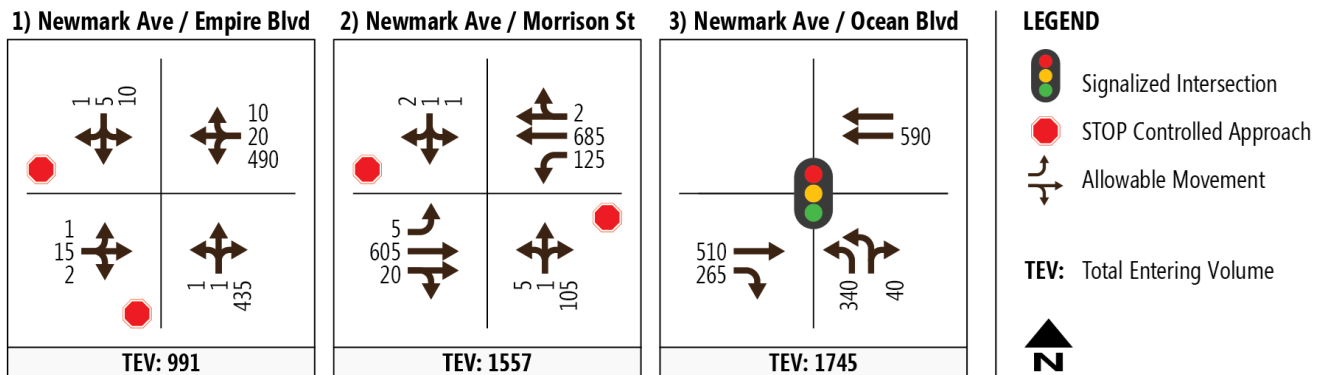 1) Newmark Ave / Empire Blvd
1 5 10
10
20
490
1
15
2
1 1 435
TEV: 991
2) Newmark Ave / Morrison St
2 1 1
2
685
125
5
605
20
5 1 105
TEV: 1557
3) Newmark Ave / Ocean Blvd
590
510
265
340 40
TEV: 1745
LEGEND
Signalized Intersection
STOP Controlled Approach
Allowable Movement
TEV: Total Entering Volume
N